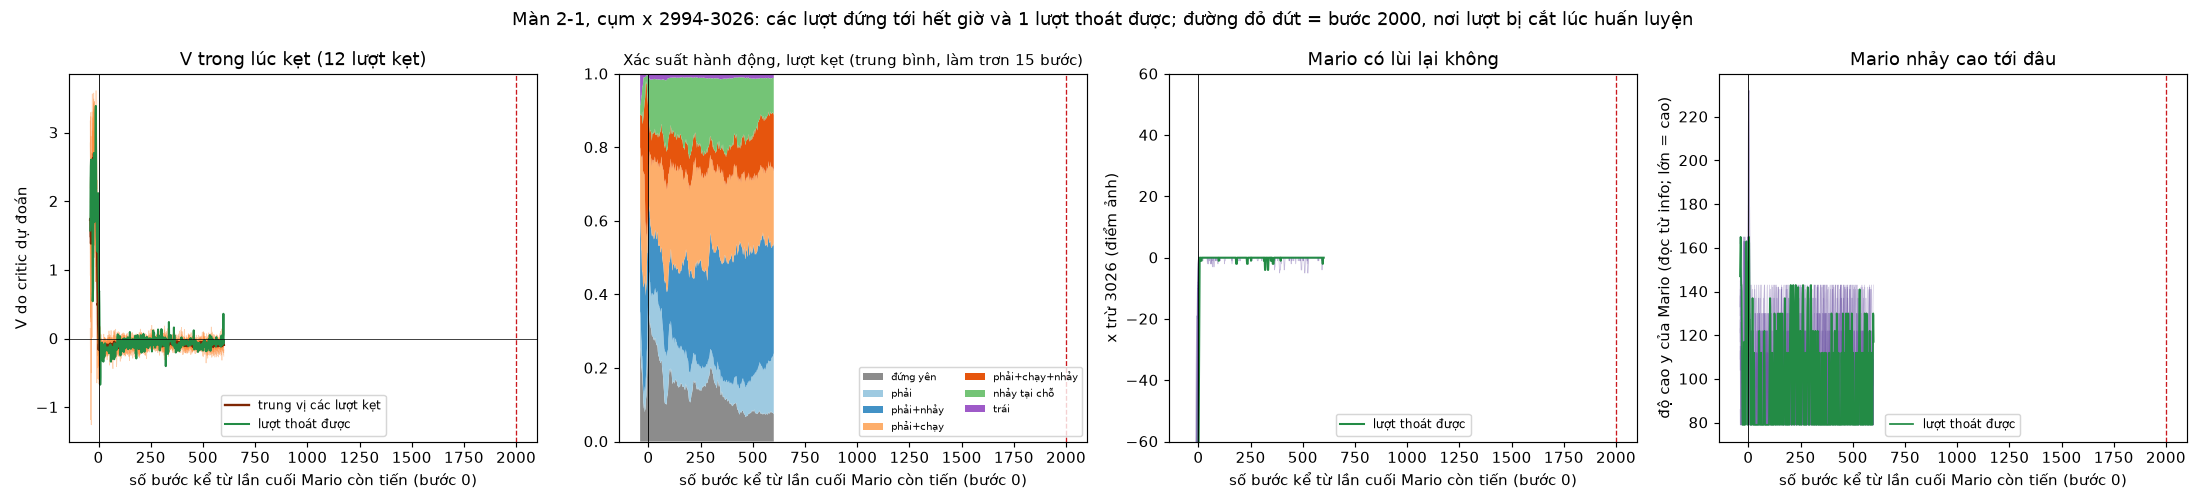 Màn 2-1, cụm x 2994-3026: các lượt đứng tới hết giờ và 1 lượt thoát được; đường đỏ đứt = bước 2000, nơi lượt bị cắt lúc huấn luyện
V trong lúc kẹt (12 lượt kẹt)
V do critic dự đoán
3
2
1
0
−1
trung vị các lượt kẹt
lượt thoát được
0 250 500 750 1000 1250 1500 1750 2000
số bước kể từ lần cuối Mario còn tiến (bước 0)
Xác suất hành động, lượt kẹt (trung bình, làm trơn 15 bước)
1.0
0.8
0.6
0.4
0.2
0.0
đứng yên
phải
phải+nhảy
phải+chạy
phải+chạy+nhảy
nhảy tại chỗ
trái
0 250 500 750 1000 1250 1500 1750 2000
số bước kể từ lần cuối Mario còn tiến (bước 0)
Mario có lùi lại không
x trừ 3026 (điểm ảnh)
60
40
20
0
−20
−40
−60
lượt thoát được
0 250 500 750 1000 1250 1500 1750 2000
số bước kể từ lần cuối Mario còn tiến (bước 0)
Mario nhảy cao tới đâu
độ cao y của Mario (đọc từ info; lớn = cao)
220
200
180
160
140
120
100
80
lượt thoát được
0 250 500 750 1000 1250 1500 1750 2000
số bước kể từ lần cuối Mario còn tiến (bước 0)